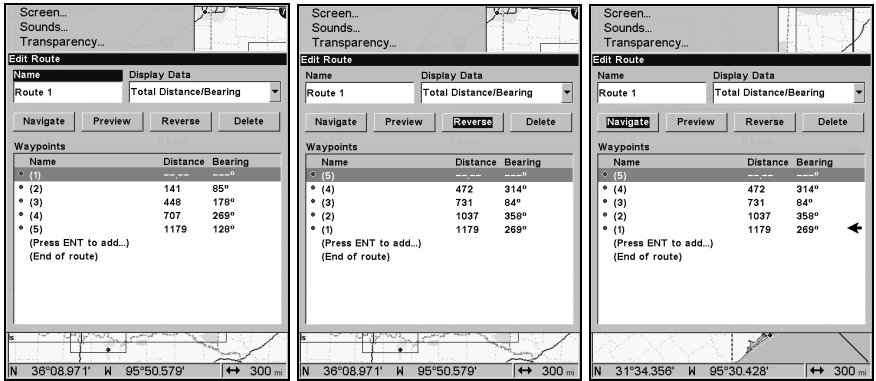 Screen...
Sounds...
Transparency...
Edit Route
Name Display Data
Route 1 Total Distance/Bearing
Navigate Preview Reverse Delete
Waypoints
Name Distance Bearing
(1) --.-- ---º
(2) 141 85º
(3) 448 178º
(4) 707 269º
(5) 1179 128º
(Press ENT to add...)
(End of route)
N 36°08.971' W 95°50.579' ↔ 300 mi
Screen...
Sounds...
Transparency...
Edit Route
Name Display Data
Route 1 Total Distance/Bearing
Navigate Preview Reverse Delete
Waypoints
Name Distance Bearing
(5) --.-- ---º
(4) 472 314º
(3) 731 84º
(2) 1037 358º
(1) 1179 269º
(Press ENT to add...)
(End of route)
N 36°08.971' W 95°50.579' ↔ 300 mi
Screen...
Sounds...
Transparency...
Edit Route
Name Display Data
Route 1 Total Distance/Bearing
Navigate Preview Reverse Delete
Waypoints
Name Distance Bearing
(5) --.-- ---º
(4) 472 314º
(3) 731 84º
(2) 1037 358º
(1) 1179 269º
(Press ENT to add...)
(End of route)
N 31°34.356' W 95°30.428' ↔ 300 mi